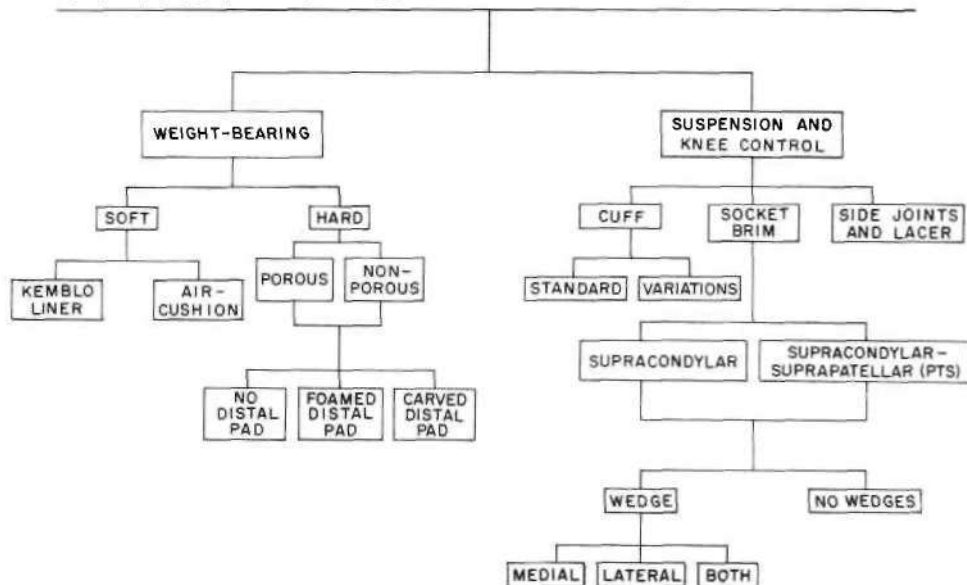 WEIGHT-BEARING
SUSPENSION AND
KNEE CONTROL
SOFT
HARD
CUFF
SOCKET
BRIM
SIDE JOINTS
AND LACER
KEMBLO
LINER
AIR-
CUSHION
POROUS
NON-
POROUS
STANDARD
VARIATIONS
SUPRACONDYLAR
SUPRACONDYLAR-
SUPRAPATELLAR (PTS)
NO
DISTAL
PAD
FOAMED
DISTAL
PAD
CARVED
DISTAL
PAD
WEDGE
NO WEDGES
MEDIAL
LATERAL
BOTH